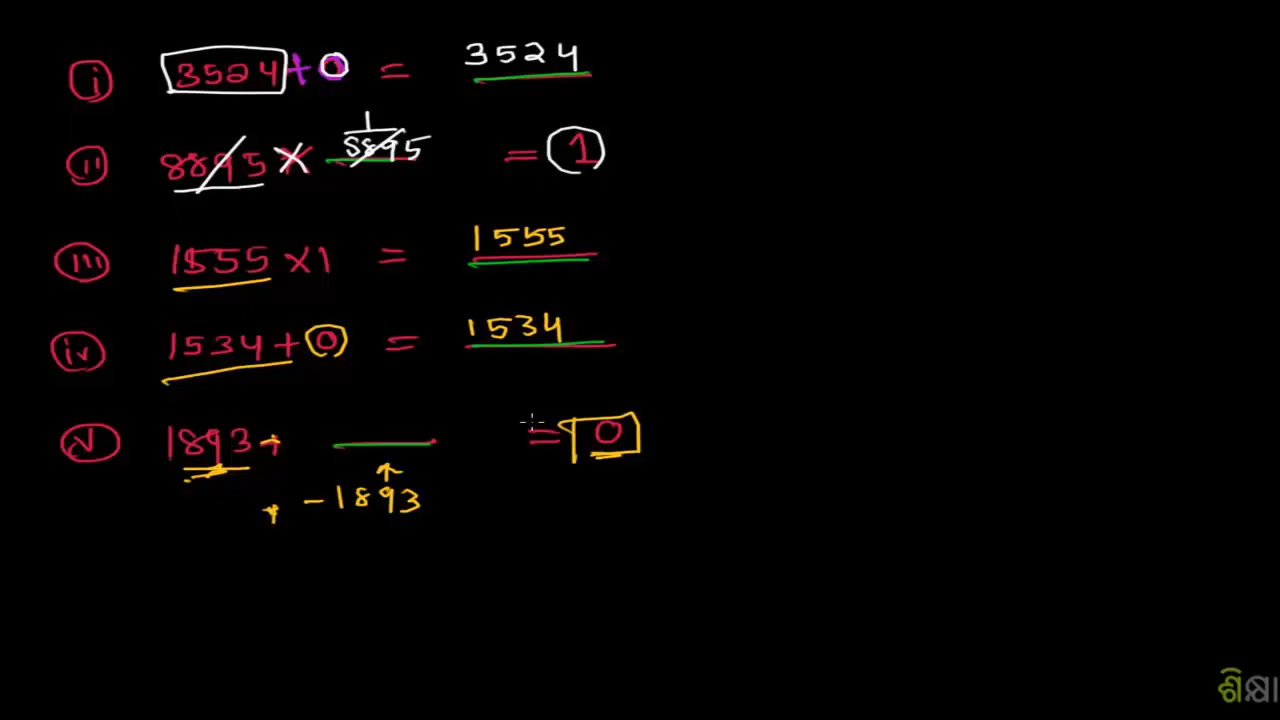 i 3524 + 0 = 3524
1
ii 8895 × 8895 = 1
iii 1555 × 1 = 1555
iv 1534 + 0 = 1534
v 1893 + ___ = 0
+ - 1893
ଶିକ୍ଷା